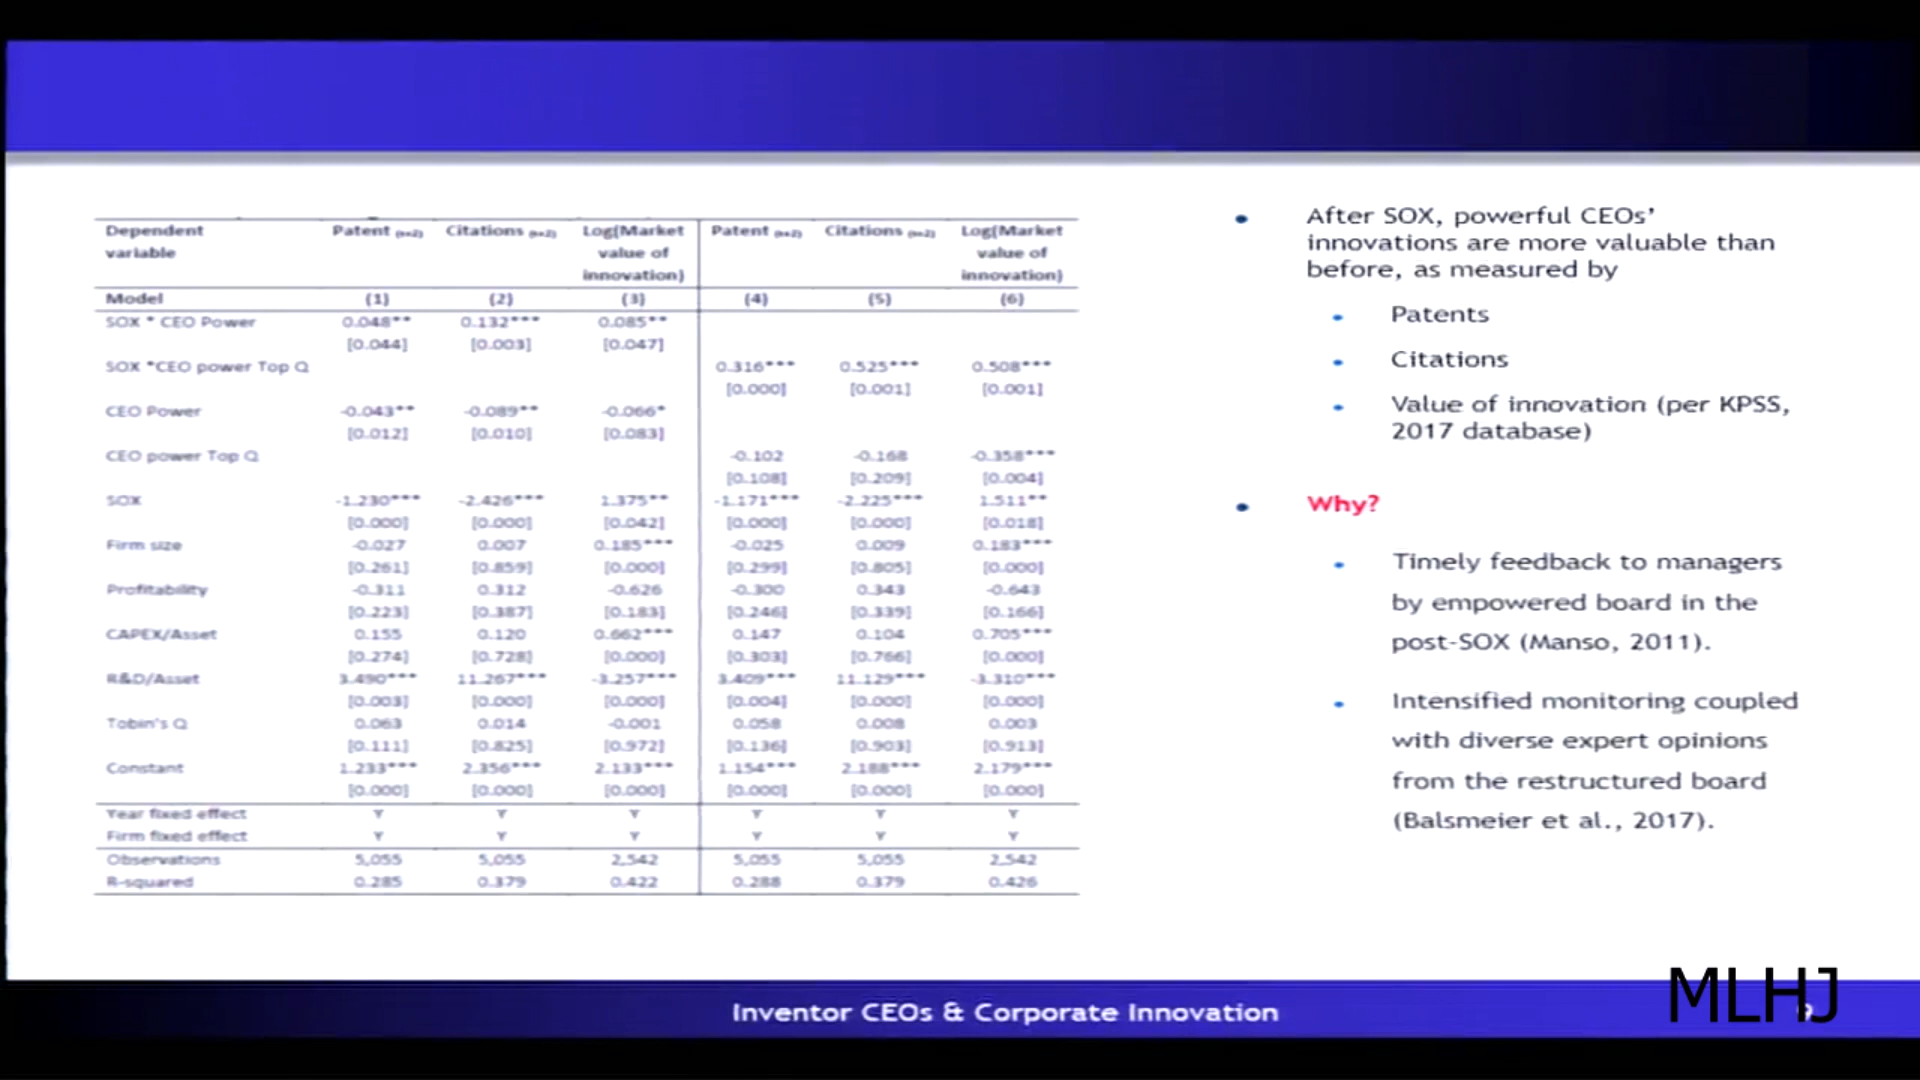 Dependent variable Patent (t+2) Citations (t+2) Log(Market value of innovation) Patent (t+2) Citations (t+2) Log(Market value of innovation)
Model (1) (2) (3) (4) (5) (6)
SOX * CEO Power 0.048** 0.132*** 0.085**
[0.044] [0.003] [0.047]
SOX *CEO power Top Q 0.316*** 0.525*** 0.508***
[0.000] [0.001] [0.001]
CEO Power -0.043** -0.089** -0.066*
[0.012] [0.010] [0.083]
CEO power Top Q -0.102 -0.168 -0.358***
[0.108] [0.209] [0.004]
SOX -1.230*** -2.426*** 1.375** -1.171*** -2.225*** 1.511**
[0.000] [0.000] [0.042] [0.000] [0.000] [0.018]
Firm size -0.027 0.007 0.185*** -0.025 0.009 0.183***
[0.261] [0.859] [0.000] [0.299] [0.805] [0.000]
Profitability -0.311 0.312 -0.626 -0.300 0.343 -0.643
[0.223] [0.387] [0.183] [0.246] [0.339] [0.166]
CAPEX/Asset 0.155 0.120 0.662*** 0.147 0.104 0.705***
[0.274] [0.728] [0.000] [0.303] [0.766] [0.000]
R&D/Asset 3.490*** 11.267*** -3.257*** 3.409*** 11.129*** -3.310***
[0.003] [0.000] [0.000] [0.004] [0.000] [0.000]
Tobin's Q 0.063 0.014 -0.001 0.058 0.008 0.003
[0.111] [0.825] [0.972] [0.136] [0.903] [0.913]
Constant 1.233*** 2.356*** 2.133*** 1.154*** 2.188*** 2.179***
[0.000] [0.000] [0.000] [0.000] [0.000] [0.000]
Year fixed effect Y Y Y Y Y Y
Firm fixed effect Y Y Y Y Y Y
Observations 5,055 5,055 2,542 5,055 5,055 2,542
R-squared 0.285 0.379 0.422 0.288 0.379 0.426
After SOX, powerful CEOs'
innovations are more valuable than
before, as measured by
Patents
Citations
Value of innovation (per KPSS,
2017 database)
Why?
Timely feedback to managers
by empowered board in the
post-SOX (Manso, 2011).
Intensified monitoring coupled
with diverse expert opinions
from the restructured board
(Balsmeier et al., 2017).
Inventor CEOs & Corporate Innovation
MLHJ